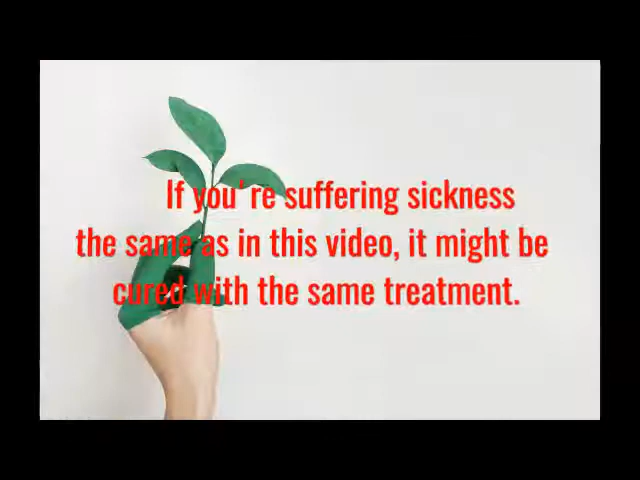 If you're suffering sickness
the same as in this video, it might be
cured with the same treatment.